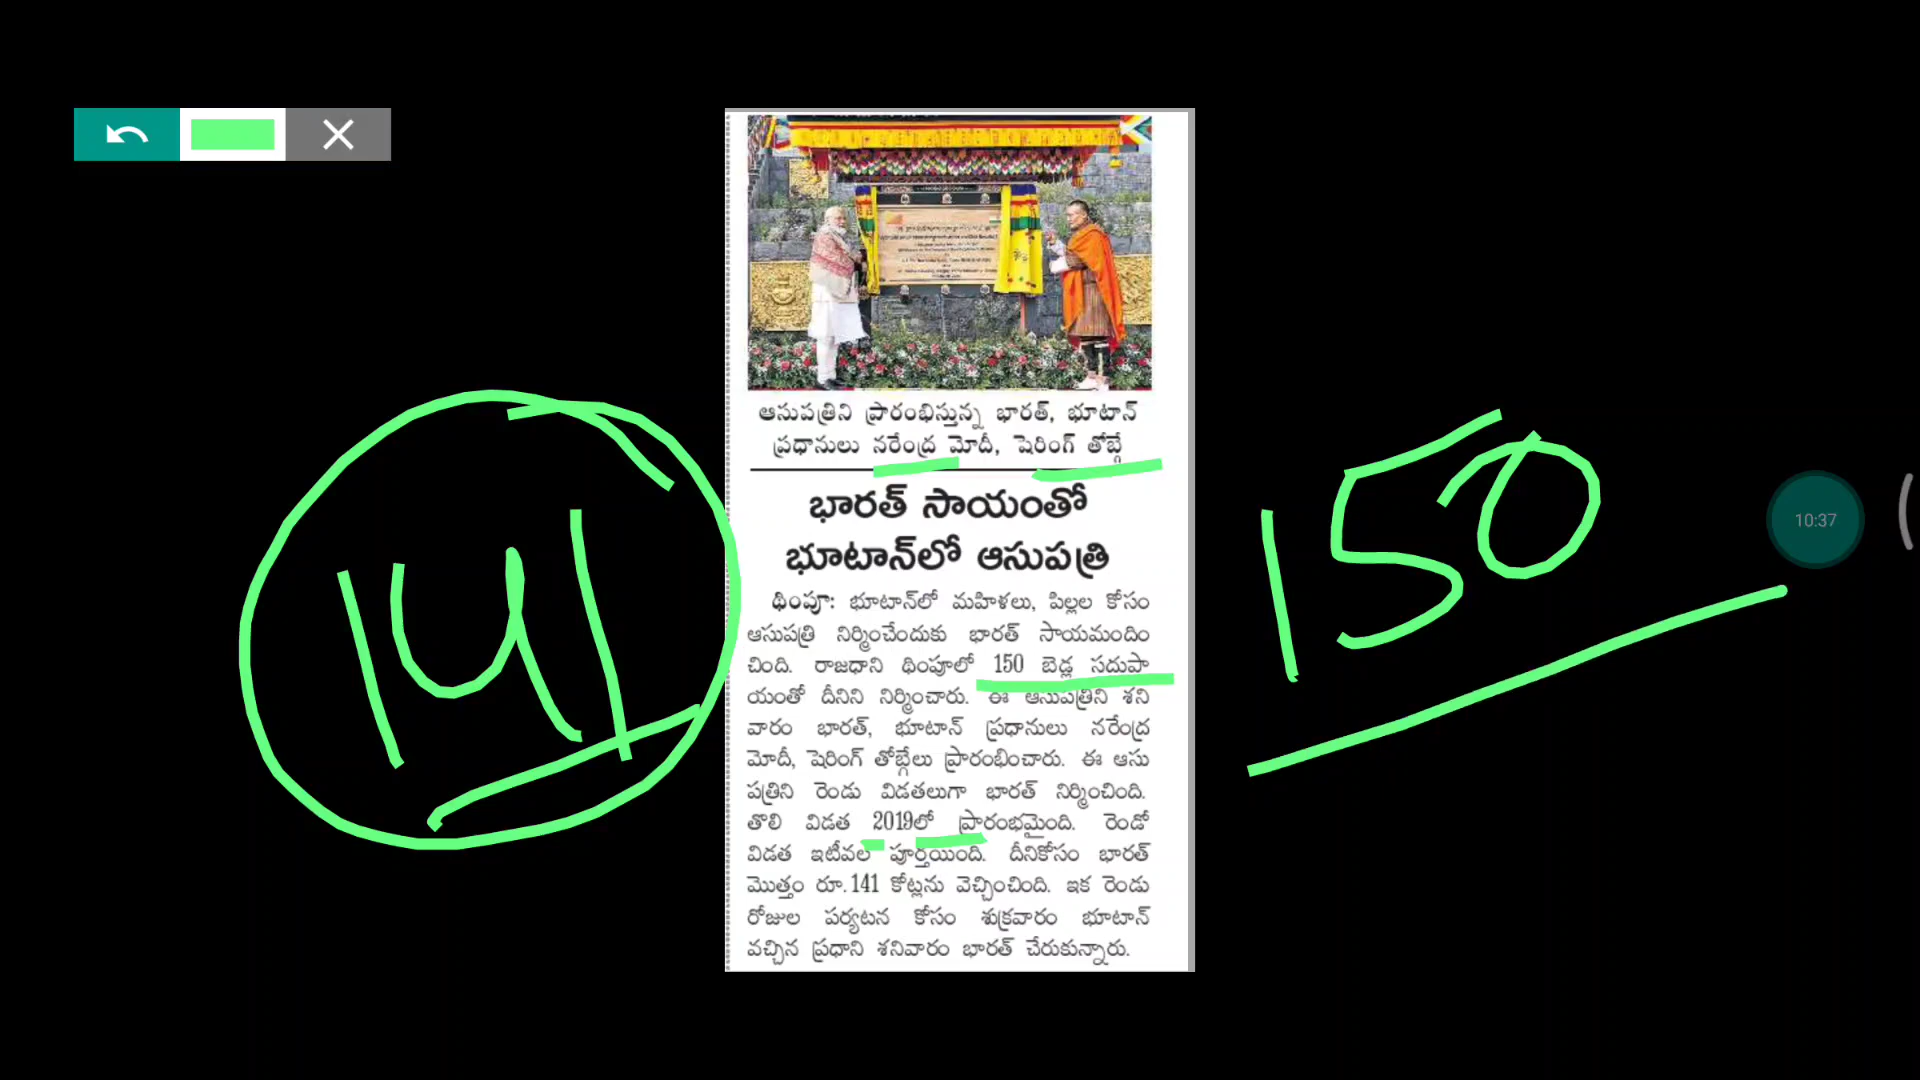 ఆసుపత్రిని ప్రారంభిస్తున్న భారత్, భూటాన్
ప్రధానులు నరేంద్ర మోదీ, షెరింగ్ తోబ్గే
భారత్ సాయంతో
భూటాన్‌లో ఆసుపత్రి
థింపూ: భూటాన్‌లో మహిళలు, పిల్లల కోసం
ఆసుపత్రి నిర్మించేందుకు భారత్ సాయమందిం
చింది. రాజధాని థింపూలో 150 బెడ్ల సదుపా
యంతో దీనిని నిర్మించారు. ఈ ఆసుపత్రిని శని
వారం భారత్, భూటాన్ ప్రధానులు నరేంద్ర
మోదీ, షెరింగ్ తోబ్గేలు ప్రారంభించారు. ఈ ఆసు
పత్రిని రెండు విడతలుగా భారత్ నిర్మించింది.
తొలి విడత 2019లో ప్రారంభమైంది. రెండో
విడత ఇటీవల పూర్తయింది. దీనికోసం భారత్
మొత్తం రూ.141 కోట్లను వెచ్చించింది. ఇక రెండు
రోజుల పర్యటన కోసం శుక్రవారం భూటాన్
వచ్చిన ప్రధాని శనివారం భారత్ చేరుకున్నారు.
141
150
10:37